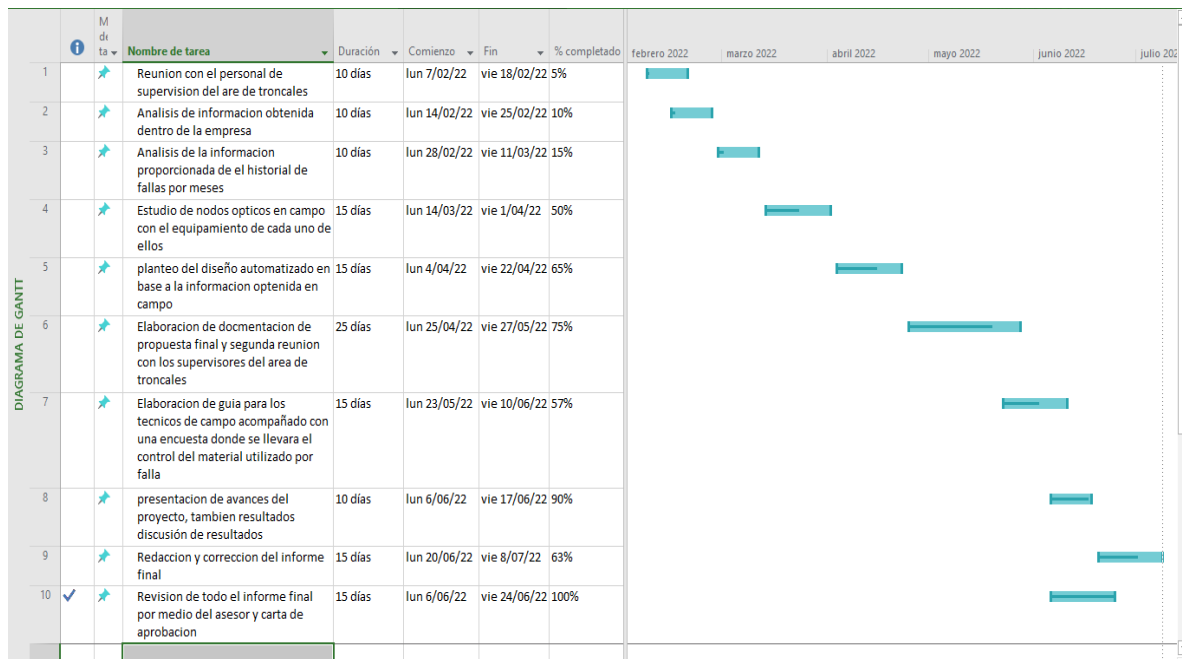 M
de
ta
Nombre de tarea Duración Comienzo Fin % completado febrero 2022 marzo 2022 abril 2022 mayo 2022 junio 2022 julio 202
1 Reunion con el personal de 10 días lun 7/02/22 vie 18/02/22 5%
supervision del are de troncales
2 Analisis de informacion obtenida 10 días lun 14/02/22 vie 25/02/22 10%
dentro de la empresa
3 Analisis de la informacion 10 días lun 28/02/22 vie 11/03/22 15%
proporcionada de el historial de
fallas por meses
4 Estudio de nodos opticos en campo 15 días lun 14/03/22 vie 1/04/22 50%
con el equipamiento de cada uno de
ellos
5 planteo del diseño automatizado en 15 días lun 4/04/22 vie 22/04/22 65%
base a la informacion optenida en
campo
6 Elaboracion de docmentacion de 25 días lun 25/04/22 vie 27/05/22 75%
propuesta final y segunda reunion
con los supervisores del area de
troncales
7 Elaboracion de guia para los 15 días lun 23/05/22 vie 10/06/22 57%
tecnicos de campo acompañado con
una encuesta donde se llevara el
control del material utilizado por
falla
8 presentacion de avances del 10 días lun 6/06/22 vie 17/06/22 90%
proyecto, tambien resultados
discusión de resultados
9 Redaccion y correccion del informe 15 días lun 20/06/22 vie 8/07/22 63%
final
10 Revision de todo el informe final 15 días lun 6/06/22 vie 24/06/22 100%
por medio del asesor y carta de
aprobacion
DIAGRAMA DE GANTT